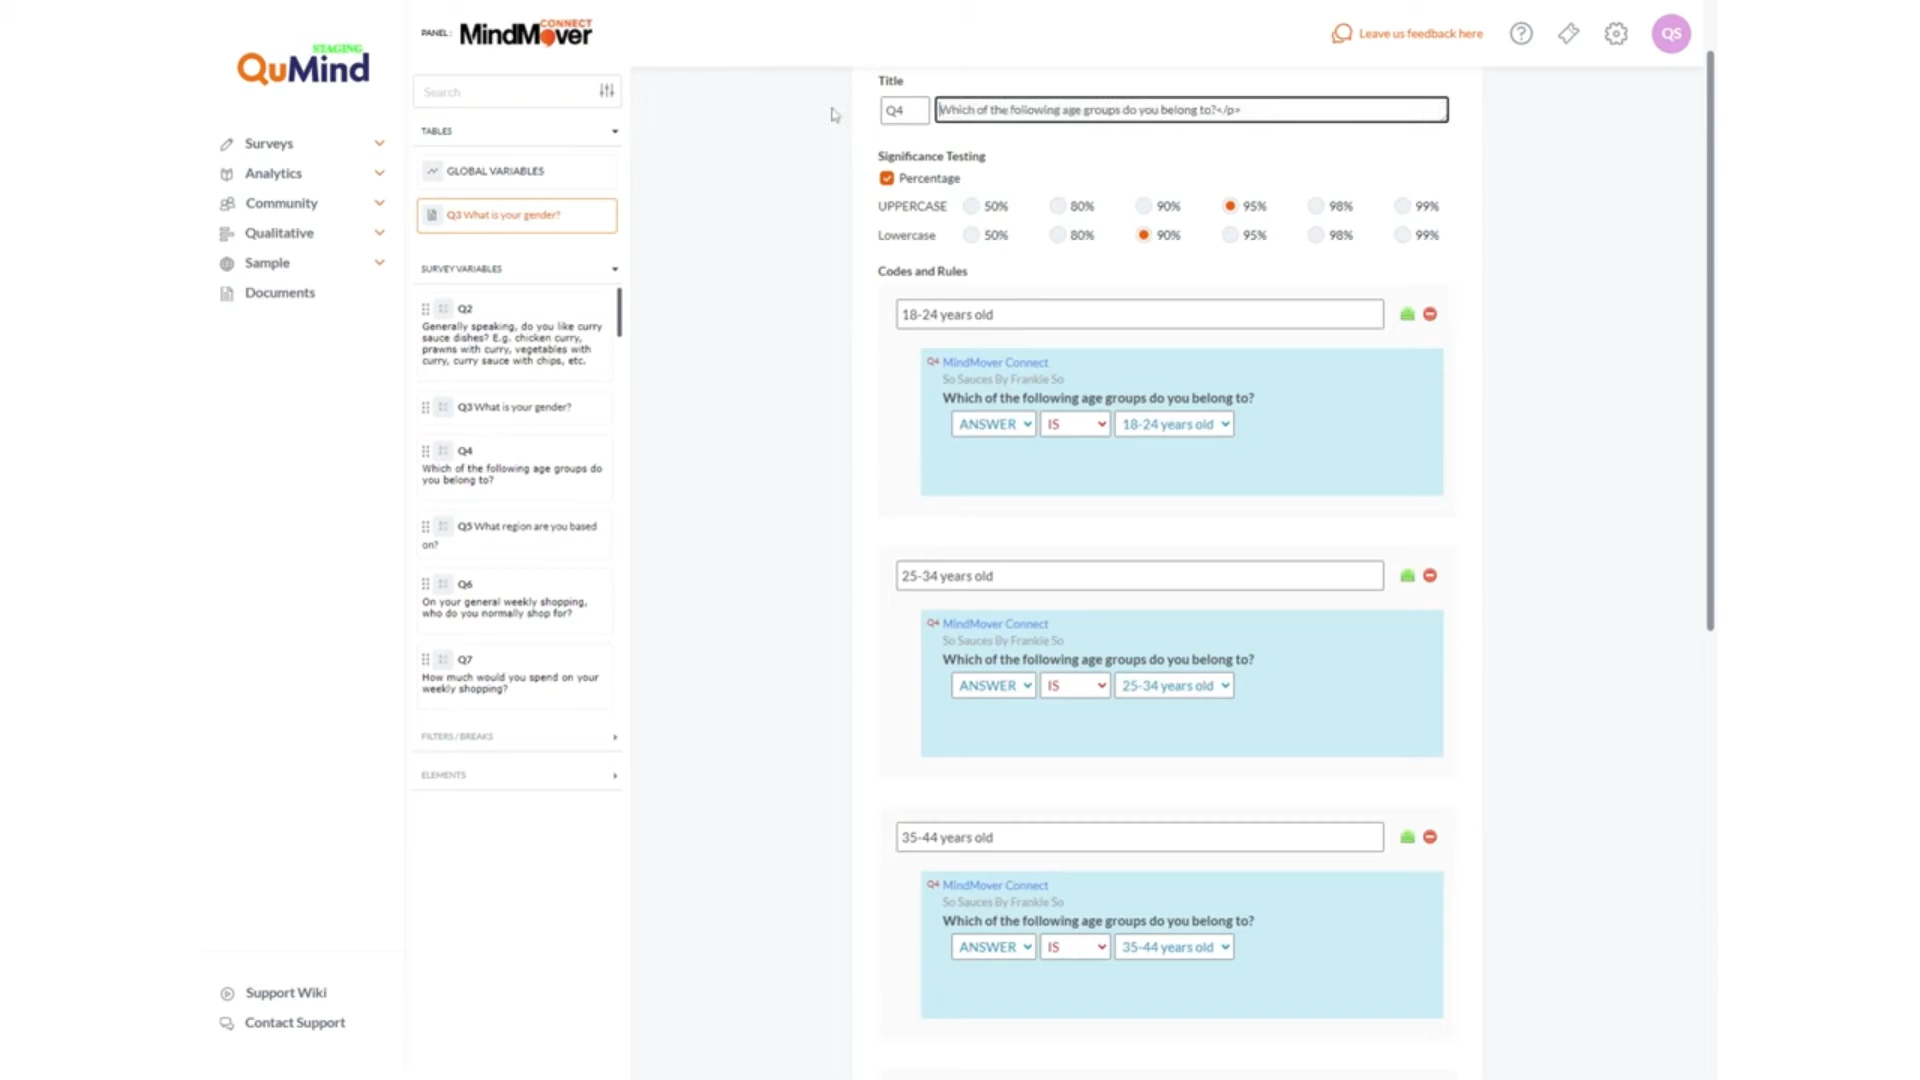 STAGING
QuMind
Surveys
Analytics
Community
Qualitative
Sample
Documents
Support Wiki
Contact Support
PANEL: MindMover CONNECT
Search
TABLES
GLOBAL VARIABLES
Q3 What is your gender?
SURVEY VARIABLES
Q2
Generally speaking, do you like curry
sauce dishes? E.g. chicken curry,
prawns with curry, vegetables with
curry, curry sauce with chips, etc.
Q3 What is your gender?
Q4
Which of the following age groups do
you belong to?
Q5 What region are you based
on?
Q6
On your general weekly shopping,
who do you normally shop for?
Q7
How much would you spend on your
weekly shopping?
FILTERS / BREAKS
ELEMENTS
Leave us feedback here
?
QS
Title
Q4 Which of the following age groups do you belong to?</p>
Significance Testing
Percentage
UPPERCASE 50% 80% 90% 95% 98% 99%
Lowercase 50% 80% 90% 95% 98% 99%
Codes and Rules
18-24 years old
Q4 MindMover Connect
So Sauces By Frankie So
Which of the following age groups do you belong to?
ANSWER IS 18-24 years old
25-34 years old
Q4 MindMover Connect
So Sauces By Frankie So
Which of the following age groups do you belong to?
ANSWER IS 25-34 years old
35-44 years old
Q4 MindMover Connect
So Sauces By Frankie So
Which of the following age groups do you belong to?
ANSWER IS 35-44 years old